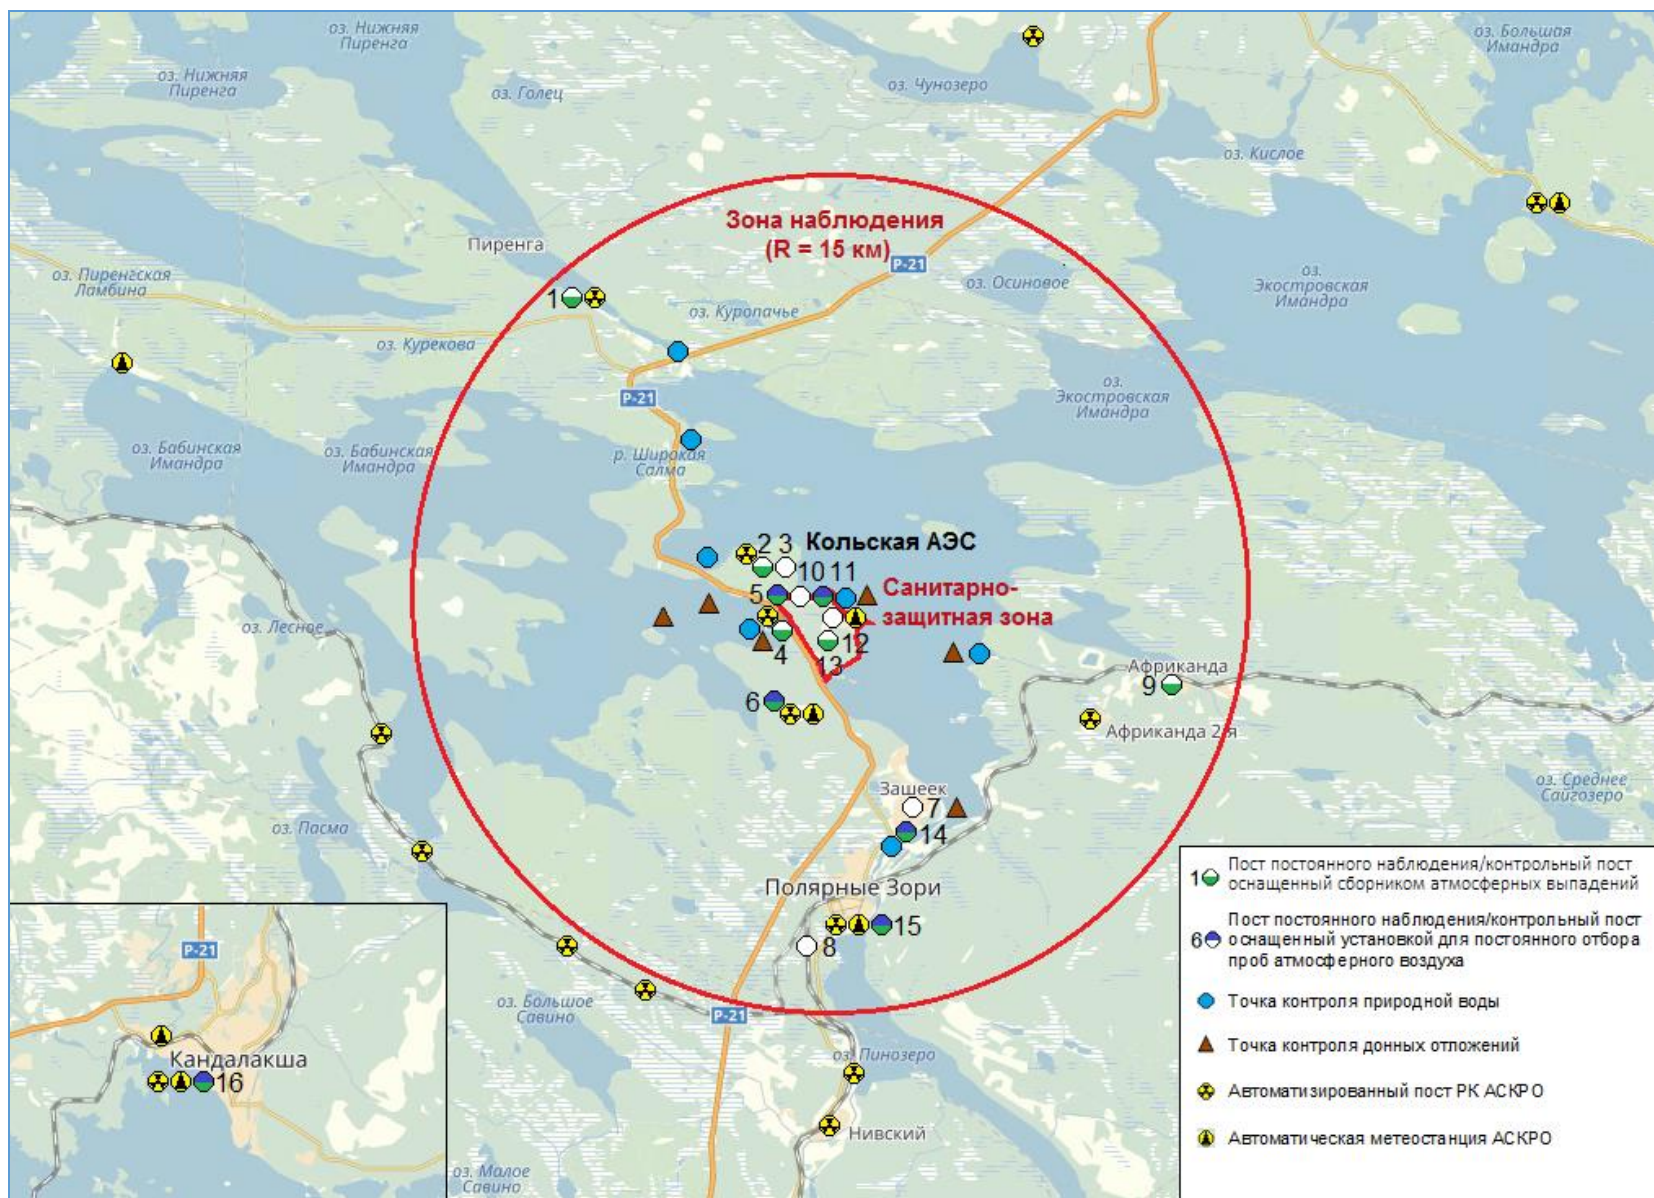 оз. Нижняя
Пиренга
оз. Большая
Имандра
оз. Нижняя
Пиренга
оз. Голец
оз. Чунозеро
оз. Кислое
Зона наблюдения
(R = 15 км)
Пиренга
Р-21
оз. Пиренгская
Ламбина
оз. Осиновое
оз.
Экостровская
Имандра
1
оз. Куропачье
оз. Курекова
Р-21
оз.
Экостровская
Имандра
оз. Бабинская
Имандра
оз. Бабинская
Имандра
р. Широкая
Салма
2 3
Кольская АЭС
10 11
5
Санитарно-
защитная зона
оз. Лесное
4
12
13
Африканда
9
6
Африканда 2-я
Зашеек
оз. Среднее
Сайгозеро
7
оз. Пасма
14
Полярные Зори
15
8
оз. Большое
Савино
Р-21
оз. Пинозеро
Нивский
оз. Малое
Савино
Р-21
Кандалакша
16
1 Пост постоянного наблюдения/контрольный пост
оснащенный сборником атмосферных выпадений
Пост постоянного наблюдения/контрольный пост
6 оснащенный установкой для постоянного отбора
проб атмосферного воздуха
Точка контроля природной воды
Точка контроля донных отложений
Автоматизированный пост РК АСКРО
Автоматическая метеостанция АСКРО